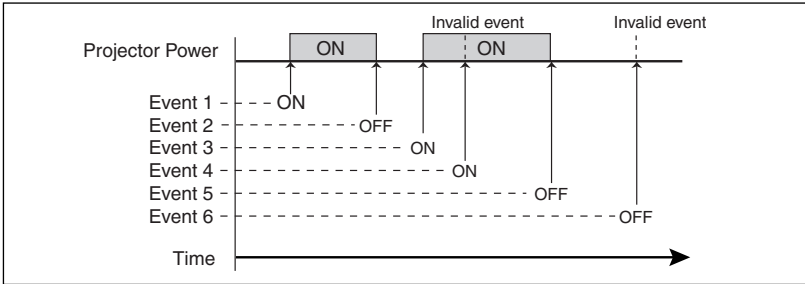 Invalid event Invalid event
Projector Power ON ON
Event 1 ON
Event 2 OFF
Event 3 ON
Event 4 ON
Event 5 OFF
Event 6 OFF
Time